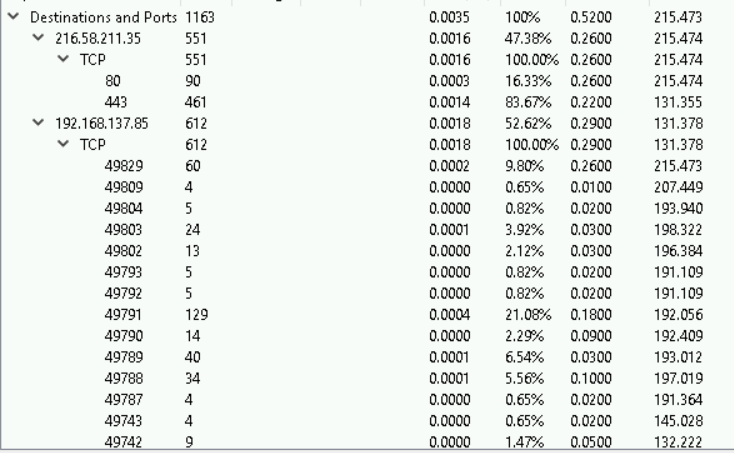 Destinations and Ports 1163 0.0035 100% 0.5200 215.473
216.58.211.35 551 0.0016 47.38% 0.2600 215.474
TCP 551 0.0016 100.00% 0.2600 215.474
80 90 0.0003 16.33% 0.2600 215.474
443 461 0.0014 83.67% 0.2200 131.355
192.168.137.85 612 0.0018 52.62% 0.2900 131.378
TCP 612 0.0018 100.00% 0.2900 131.378
49829 60 0.0002 9.80% 0.2600 215.473
49809 4 0.0000 0.65% 0.0100 207.449
49804 5 0.0000 0.82% 0.0200 193.940
49803 24 0.0001 3.92% 0.0300 198.322
49802 13 0.0000 2.12% 0.0300 196.384
49793 5 0.0000 0.82% 0.0200 191.109
49792 5 0.0000 0.82% 0.0200 191.109
49791 129 0.0004 21.08% 0.1800 192.056
49790 14 0.0000 2.29% 0.0900 192.409
49789 40 0.0001 6.54% 0.0300 193.012
49788 34 0.0001 5.56% 0.1000 197.019
49787 4 0.0000 0.65% 0.0200 191.364
49743 4 0.0000 0.65% 0.0200 145.028
49742 9 0.0000 1.47% 0.0500 132.222